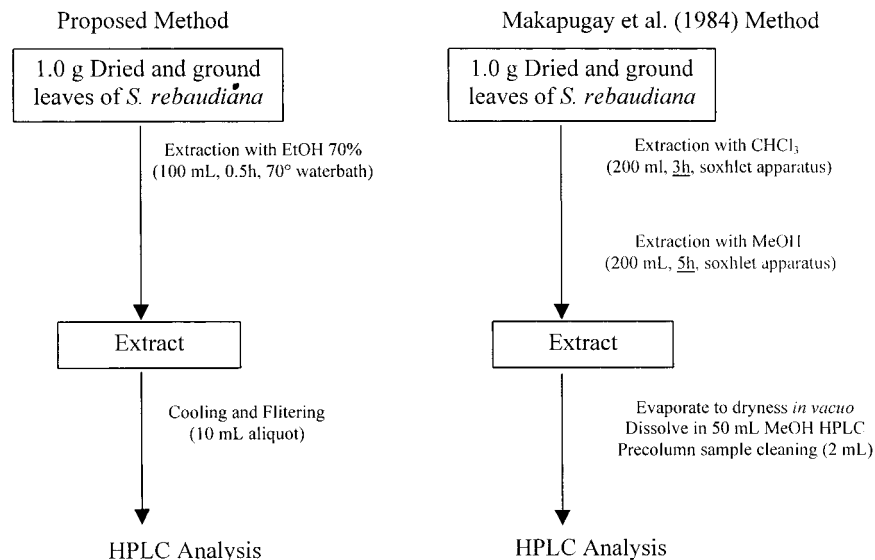 Proposed Method
1.0 g Dried and ground
leaves of S. rebaudiana
Extraction with EtOH 70%
(100 mL, 0.5h, 70° waterbath)
Extract
Cooling and Flitering
(10 mL aliquot)
HPLC Analysis
Makapugay et al. (1984) Method
1.0 g Dried and ground
leaves of S. rebaudiana
Extraction with CHCl₃
(200 ml, 3h, soxhlet apparatus)
Extraction with MeOH
(200 mL, 5h, soxhlet apparatus)
Extract
Evaporate to dryness in vacuo
Dissolve in 50 mL MeOH HPLC
Precolumn sample cleaning (2 mL)
HPLC Analysis